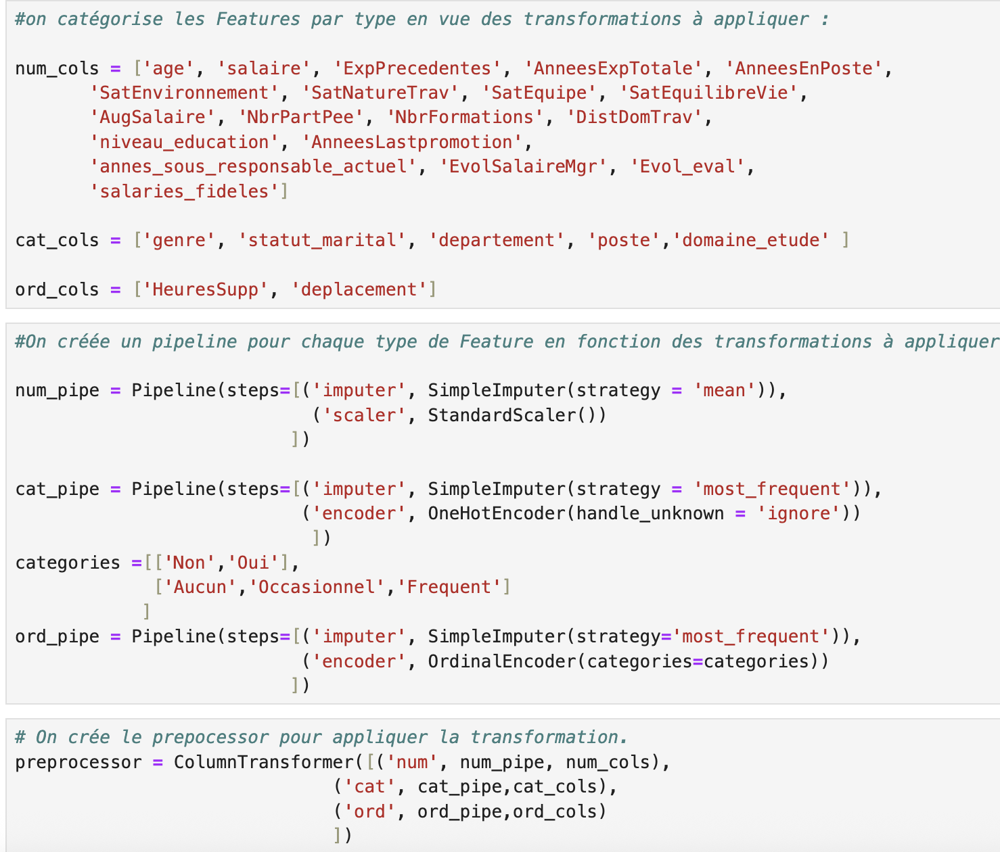 #on catégorise les Features par type en vue des transformations à appliquer :
num_cols = ['age', 'salaire', 'ExpPrecedentes', 'AnneesExpTotale', 'AnneesEnPoste',
'SatEnvironnement', 'SatNatureTrav', 'SatEquipe', 'SatEquilibreVie',
'AugSalaire', 'NbrPartPee', 'NbrFormations', 'DistDomTrav',
'niveau_education', 'AnneesLastpromotion',
'annes_sous_responsable_actuel', 'EvolSalaireMgr', 'Evol_eval',
'salaries_fideles']
cat_cols = ['genre', 'statut_marital', 'departement', 'poste','domaine_etude' ]
ord_cols = ['HeuresSupp', 'deplacement']
#On créée un pipeline pour chaque type de Feature en fonction des transformations à appliquer
num_pipe = Pipeline(steps=[('imputer', SimpleImputer(strategy = 'mean')),
('scaler', StandardScaler())
])
cat_pipe = Pipeline(steps=[('imputer', SimpleImputer(strategy = 'most_frequent')),
('encoder', OneHotEncoder(handle_unknown = 'ignore'))
])
categories =[['Non','Oui'],
['Aucun','Occasionnel','Frequent']
]
ord_pipe = Pipeline(steps=[('imputer', SimpleImputer(strategy='most_frequent')),
('encoder', OrdinalEncoder(categories=categories))
])
# On crée le prepocessor pour appliquer la transformation.
preprocessor = ColumnTransformer([('num', num_pipe, num_cols),
('cat', cat_pipe,cat_cols),
('ord', ord_pipe,ord_cols)
])